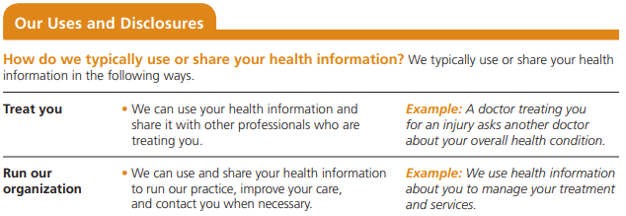 Our Uses and Disclosures
How do we typically use or share your health information? We typically use or share your health
information in the following ways.
Treat you
• We can use your health information and
share it with other professionals who are
treating you.
Example: A doctor treating you
for an injury asks another doctor
about your overall health condition.
Run our
organization
• We can use and share your health information
to run our practice, improve your care,
and contact you when necessary.
Example: We use health information
about you to manage your treatment
and services.